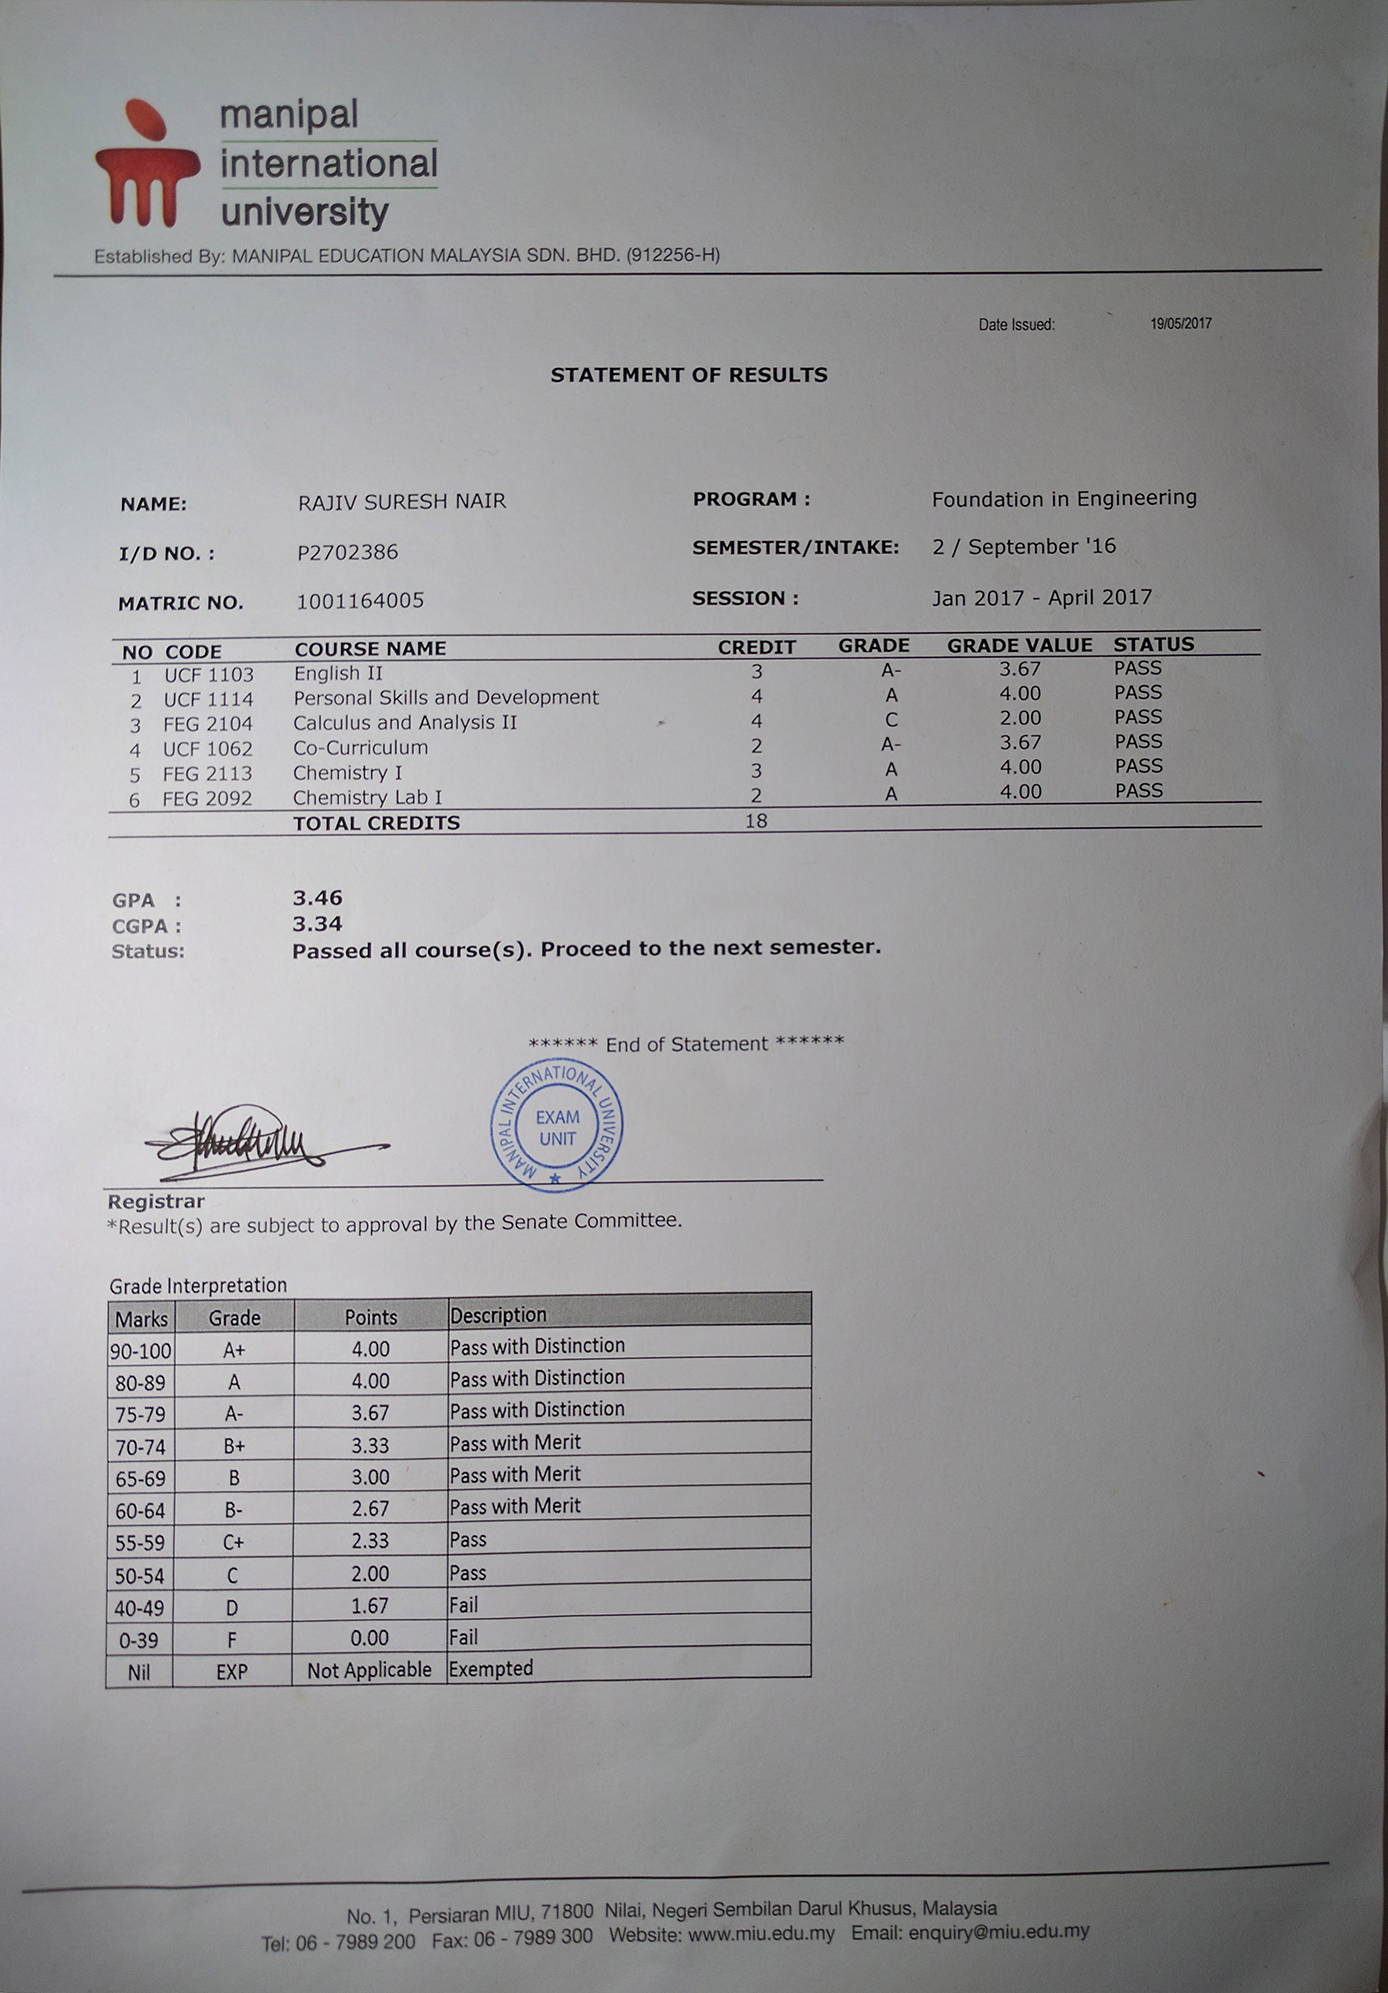 manipal
international
university
Established By: MANIPAL EDUCATION MALAYSIA SDN. BHD. (912256-H)
Date Issued: 19/05/2017
STATEMENT OF RESULTS
NAME: RAJIV SURESH NAIR PROGRAM : Foundation in Engineering
I/D NO. : P2702386 SEMESTER/INTAKE: 2 / September '16
MATRIC NO. 1001164005 SESSION : Jan 2017 - April 2017
NO CODE COURSE NAME CREDIT GRADE GRADE VALUE STATUS
1 UCF 1103 English II 3 A- 3.67 PASS
2 UCF 1114 Personal Skills and Development 4 A 4.00 PASS
3 FEG 2104 Calculus and Analysis II 4 C 2.00 PASS
4 UCF 1062 Co-Curriculum 2 A- 3.67 PASS
5 FEG 2113 Chemistry I 3 A 4.00 PASS
6 FEG 2092 Chemistry Lab I 2 A 4.00 PASS
TOTAL CREDITS 18
GPA : 3.46
CGPA : 3.34
Status: Passed all course(s). Proceed to the next semester.
****** End of Statement ******
MANIPAL INTERNATIONAL UNIVERSITY
EXAM
UNIT
Registrar
*Result(s) are subject to approval by the Senate Committee.
Grade Interpretation
Marks Grade Points Description
90-100 A+ 4.00 Pass with Distinction
80-89 A 4.00 Pass with Distinction
75-79 A- 3.67 Pass with Distinction
70-74 B+ 3.33 Pass with Merit
65-69 B 3.00 Pass with Merit
60-64 B- 2.67 Pass with Merit
55-59 C+ 2.33 Pass
50-54 C 2.00 Pass
40-49 D 1.67 Fail
0-39 F 0.00 Fail
Nil EXP Not Applicable Exempted
No. 1, Persiaran MIU, 71800 Nilai, Negeri Sembilan Darul Khusus, Malaysia
Tel: 06 - 7989 200 Fax: 06 - 7989 300 Website: www.miu.edu.my Email: enquiry@miu.edu.my